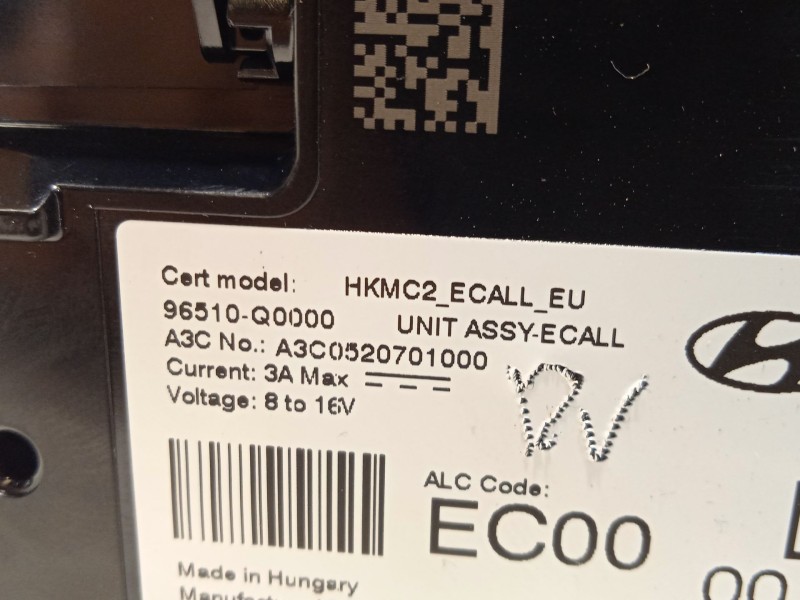 Cert model: HKMC2_ECALL_EU
96510-Q0000 UNIT ASSY-ECALL
A3C No.: A3C0520701000
Current: 3A Max
Voltage: 8 to 16V
ALC Code:
EC00
00
Made in Hungary